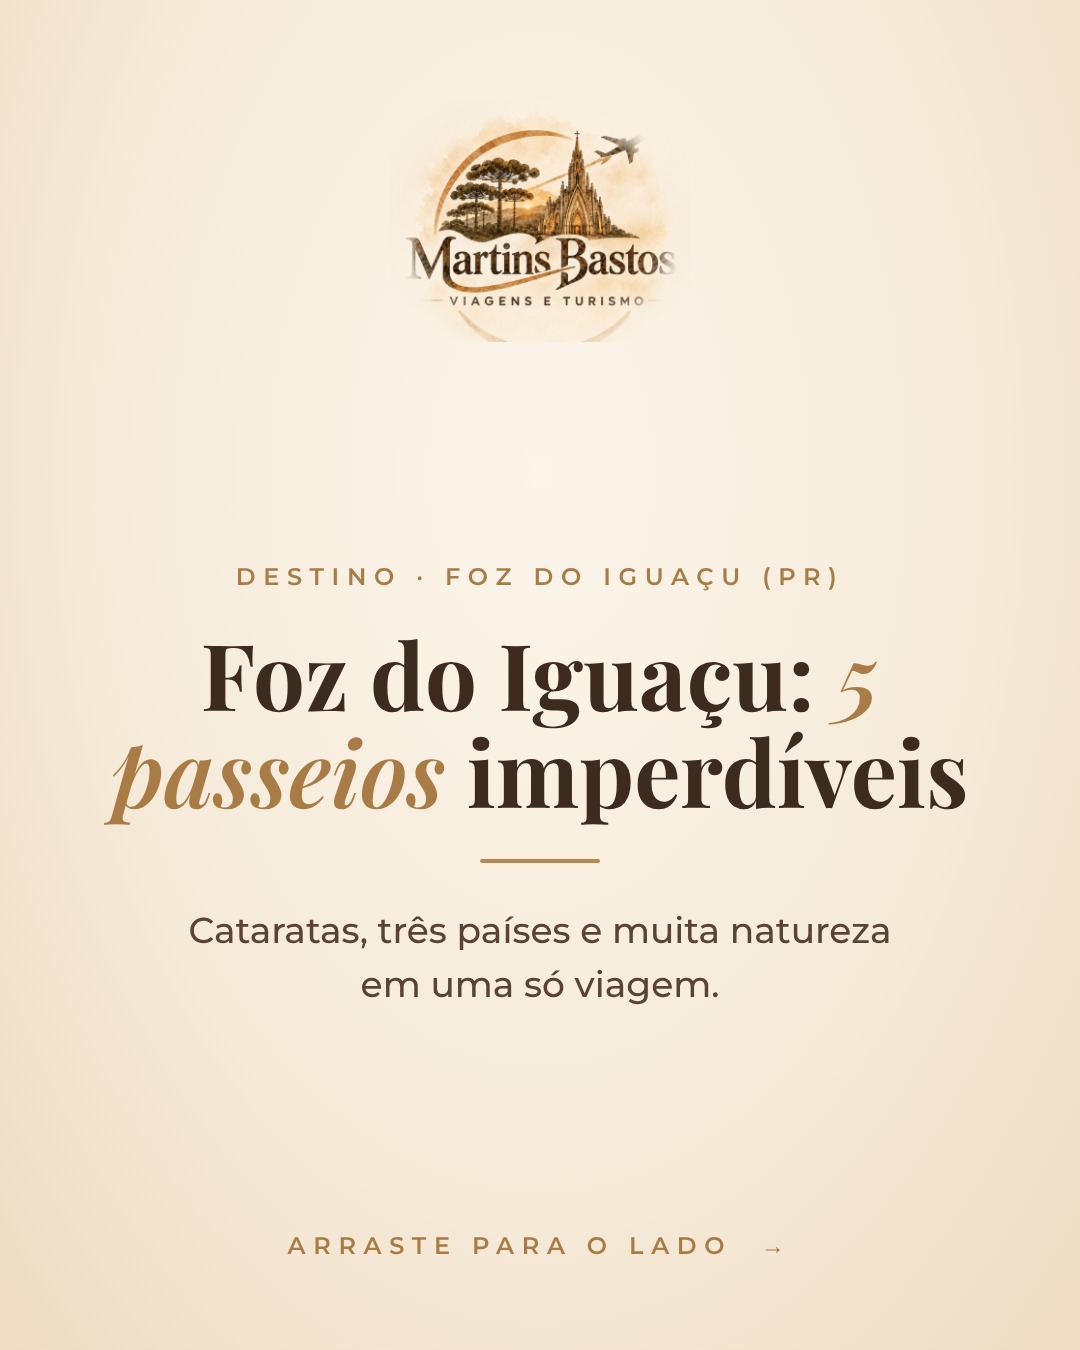 Martins Bastos
VIAGENS E TURISMO
DESTINO · FOZ DO IGUAÇU (PR)
Foz do Iguaçu: 5
passeios imperdíveis
Cataratas, três países e muita natureza
em uma só viagem.
ARRASTE PARA O LADO →